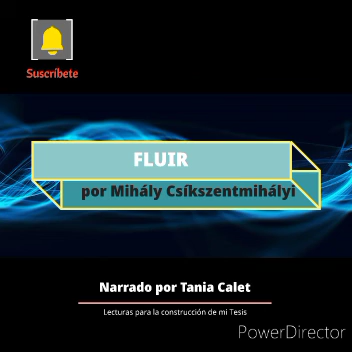 Suscríbete
FLUIR
por Mihály Csíkszentmihályi
Narrado por Tania Calet
Lecturas para la construcción de mi Tesis
PowerDirector